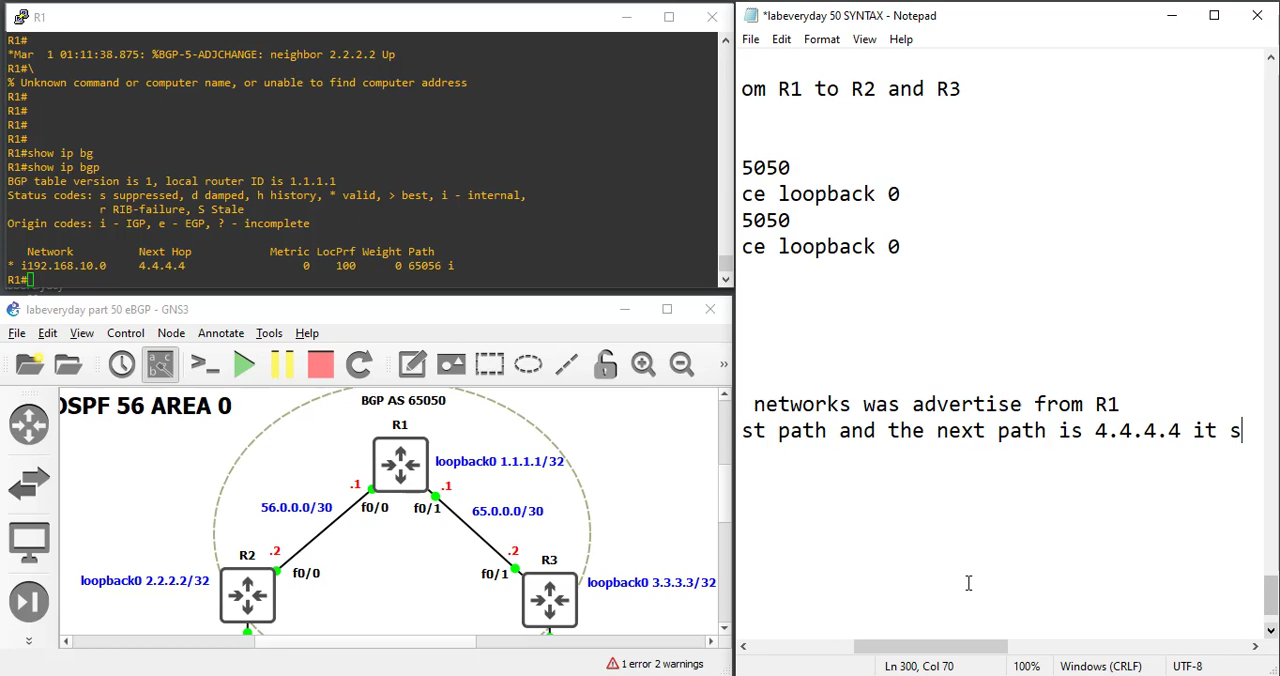 R1
R1#
*Mar  1 01:11:38.875: %BGP-5-ADJCHANGE: neighbor 2.2.2.2 Up
R1#\
% Unknown command or computer name, or unable to find computer address
R1#
R1#
R1#
R1#
R1#show ip bg
R1#show ip bgp
BGP table version is 1, local router ID is 1.1.1.1
Status codes: s suppressed, d damped, h history, * valid, > best, i - internal,
r RIB-failure, S Stale
Origin codes: i - IGP, e - EGP, ? - incomplete
Network Next Hop Metric LocPrf Weight Path
* i192.168.10.0 4.4.4.4 0 100 0 65056 i
R1#
labeveryday part 50 eBGP - GNS3
File Edit View Control Node Annotate Tools Help
OSPF 56 AREA 0
BGP AS 65050
R1
loopback0 1.1.1.1/32
.1 .1
56.0.0.0/30 f0/0 f0/1 65.0.0.0/30
.2 .2
R2 R3
f0/0 f0/1
loopback0 2.2.2.2/32 loopback0 3.3.3.3/32
1 error 2 warnings
*labeveryday 50 SYNTAX - Notepad
File Edit Format View Help
om R1 to R2 and R3
5050
ce loopback 0
5050
ce loopback 0
networks was advertise from R1
st path and the next path is 4.4.4.4 it s
Ln 300, Col 70 100% Windows (CRLF) UTF-8